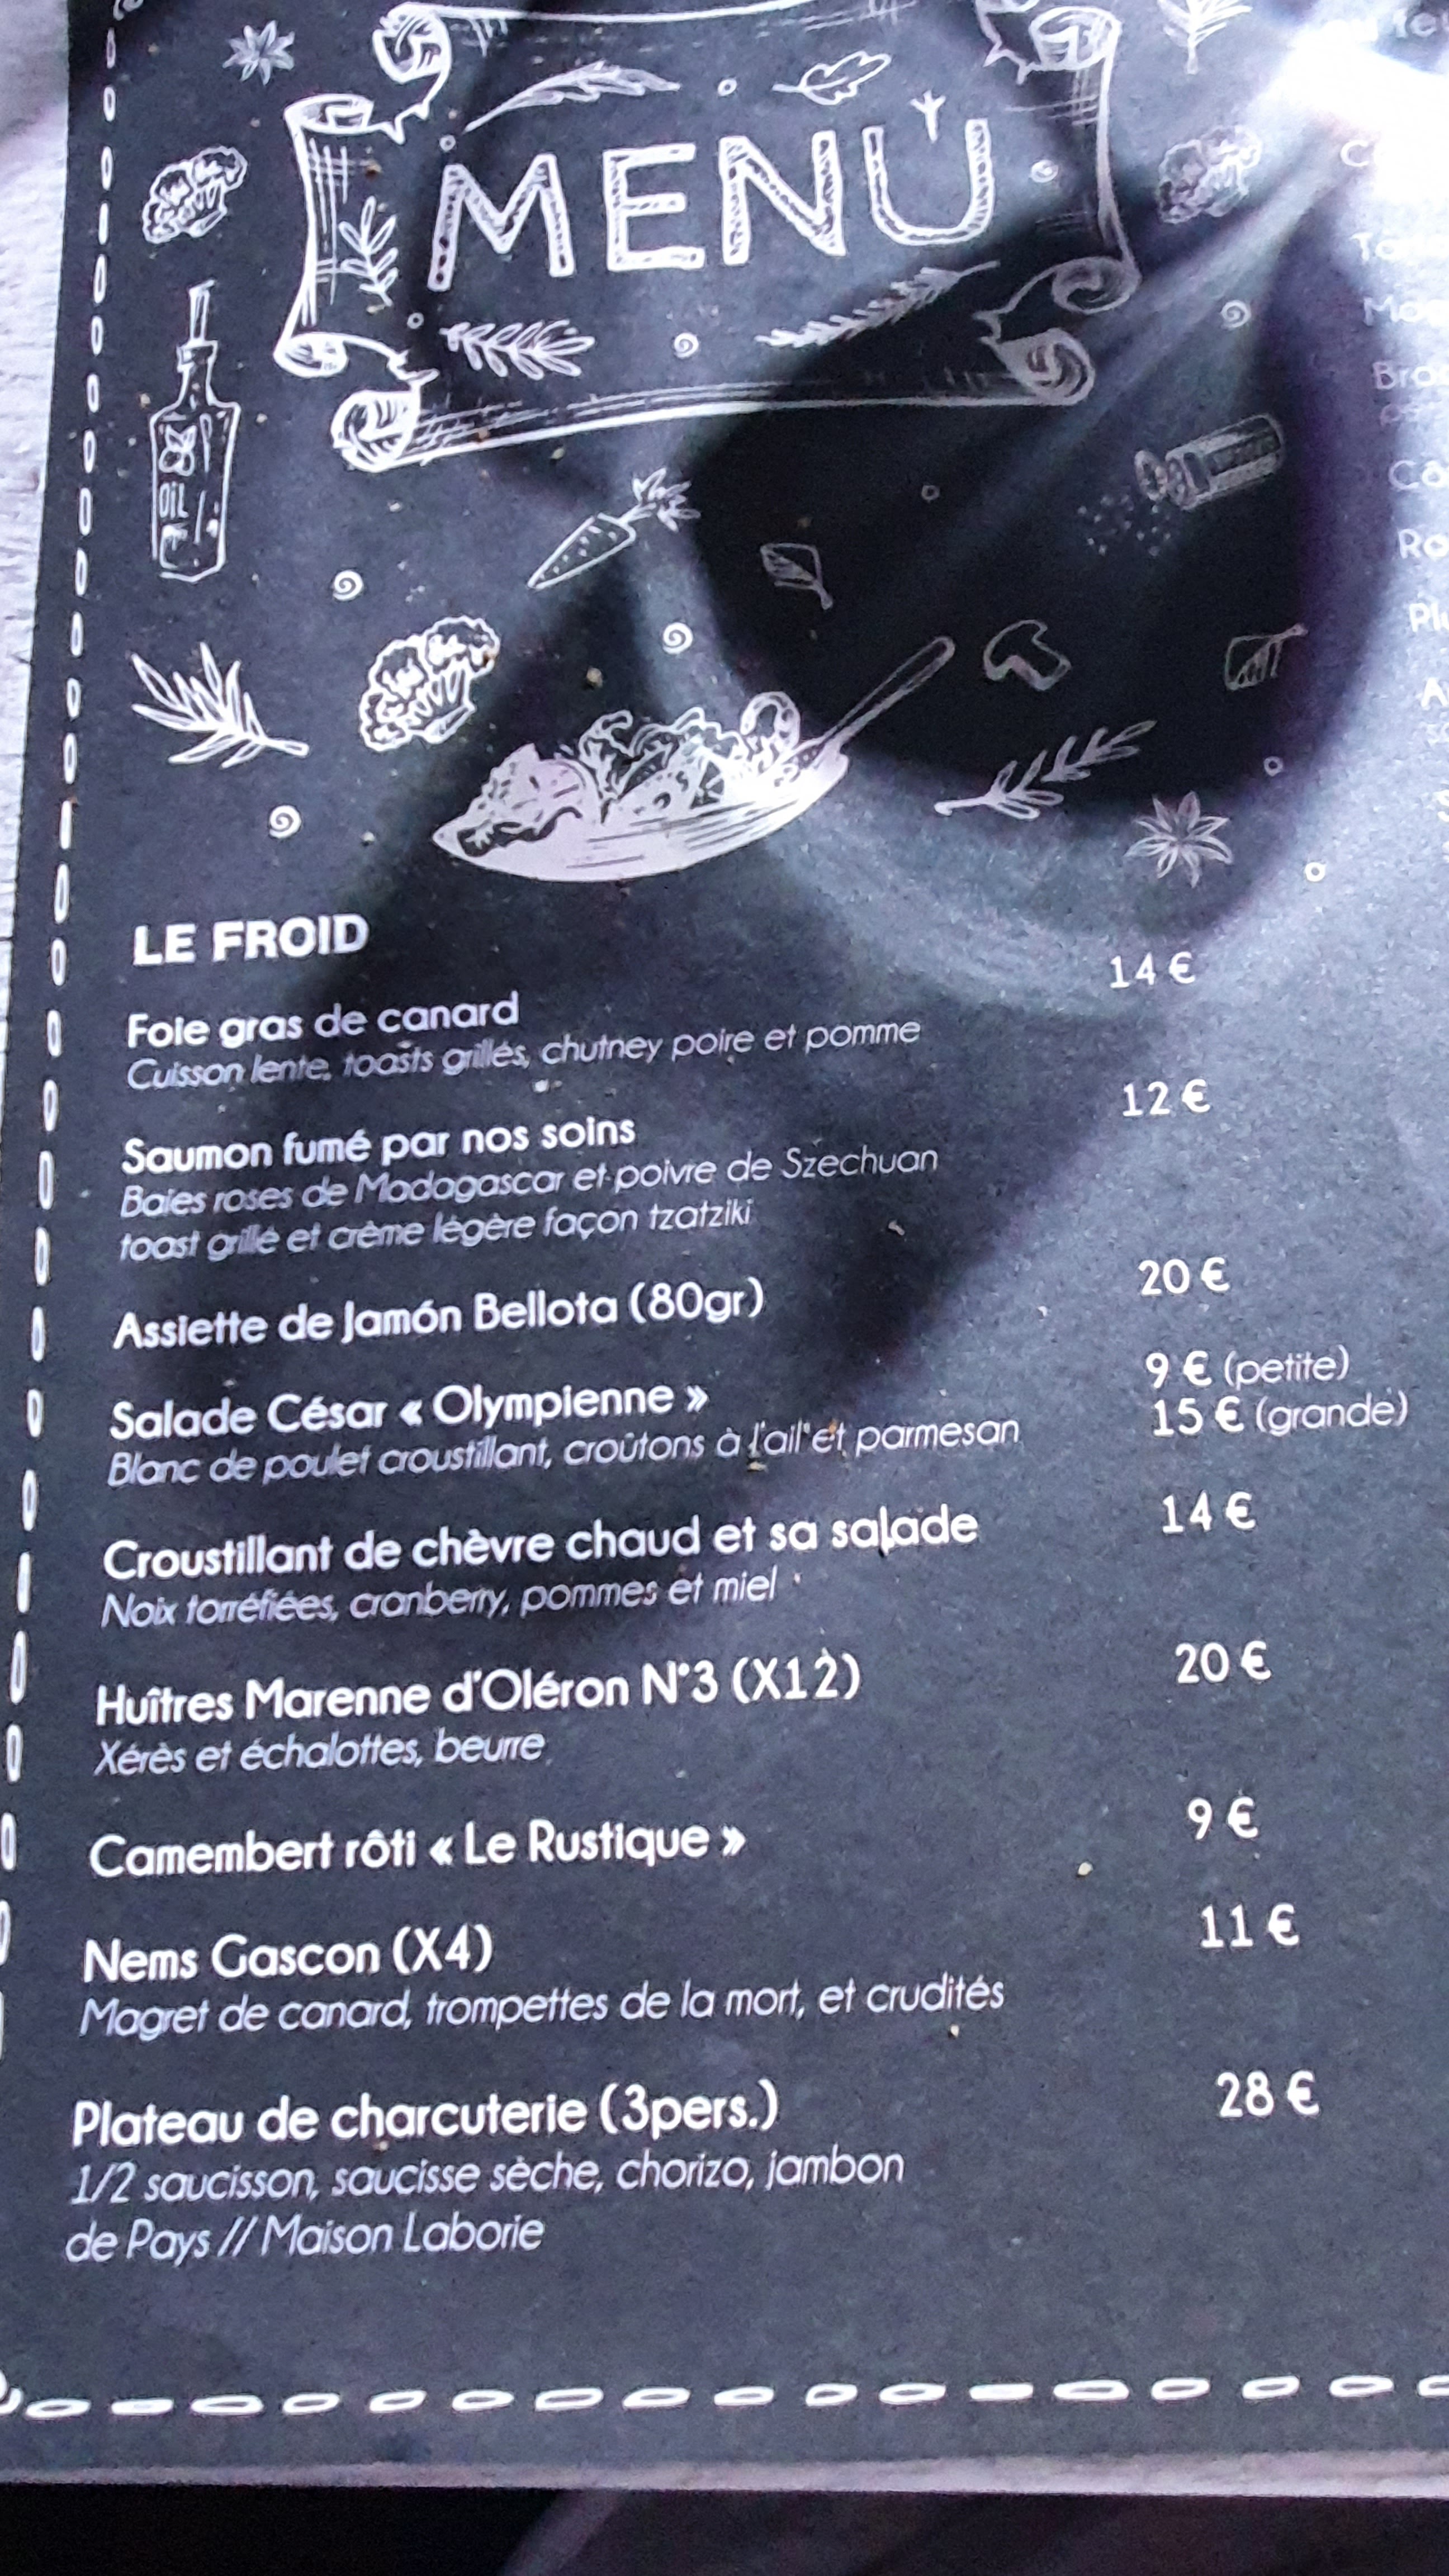 MENU
OIL
LE FROID
Foie gras de canard 14 €
Cuisson lente, toasts grillés, chutney poire et pomme
Saumon fumé par nos soins 12 €
Baies roses de Madagascar et poivre de Szechuan
toast grillé et crème légère façon tzatziki
Assiette de Jamón Bellota (80gr) 20 €
Salade César « Olympienne » 9 € (petite)
Blanc de poulet croustillant, croûtons à l'ail et parmesan 15 € (grande)
Croustillant de chèvre chaud et sa salade 14 €
Noix torréfiées, cranberry, pommes et miel
Huîtres Marenne d'Oléron N°3 (X12) 20 €
Xérès et échalottes, beurre
Camembert rôti « Le Rustique » 9 €
Nems Gascon (X4) 11 €
Magret de canard, trompettes de la mort, et crudités
Plateau de charcuterie (3pers.) 28 €
1/2 saucisson, saucisse sèche, chorizo, jambon
de Pays // Maison Laborie